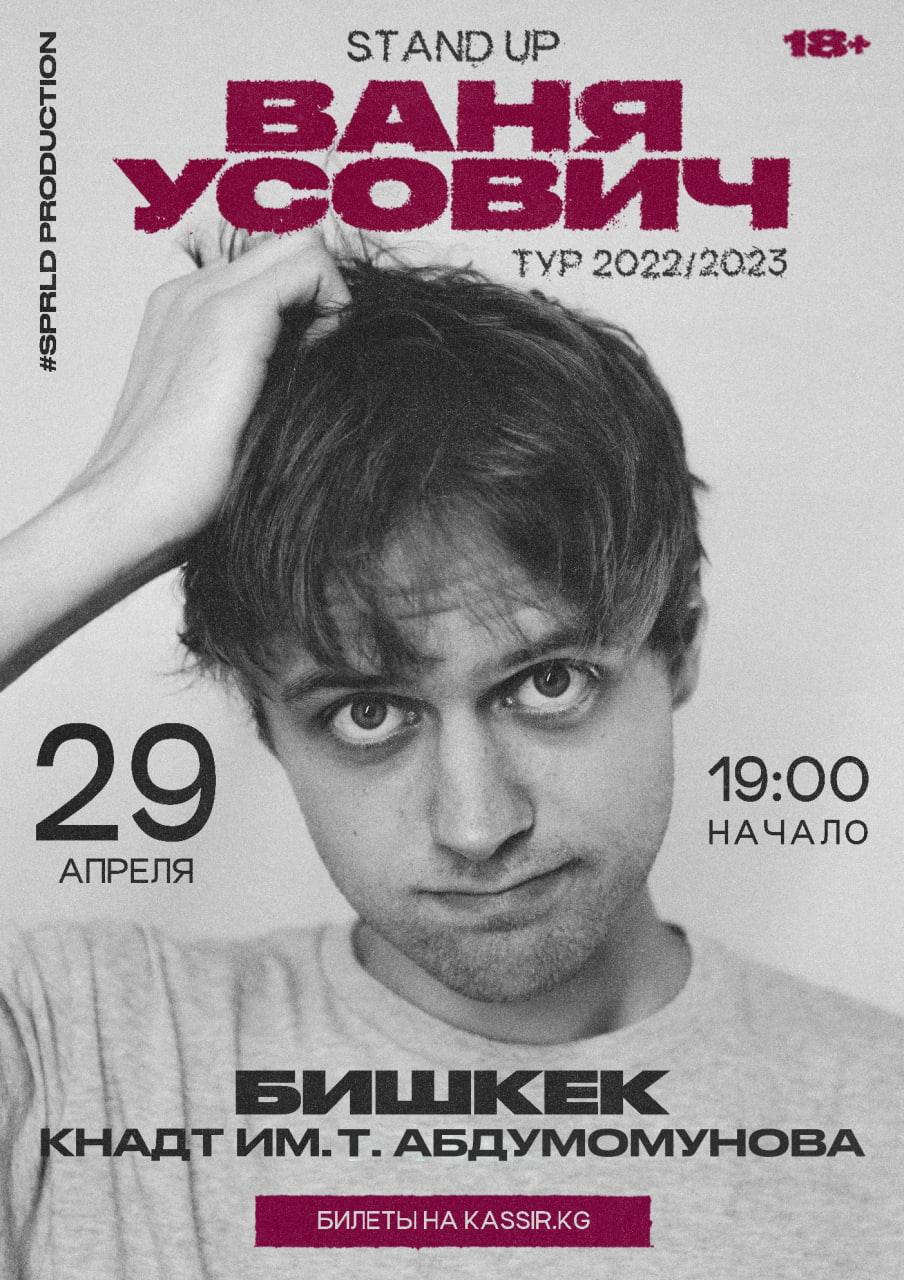 STAND UP
18+
#SPRLD PRODUCTION
ВАНЯ
УСОВИЧ
ТУР 2022/2023
29
АПРЕЛЯ
19:00
НАЧАЛО
БИШКЕК
КНАДТ ИМ.Т. АБДУМОМУНОВА
БИЛЕТЫ НА KASSIR.KG